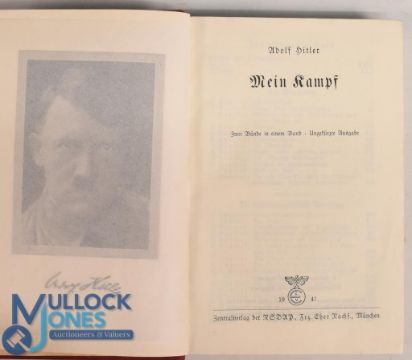 Adolf Hitler
Mein Kampf
Zwei Bände in einem Band · Ungekürzte Ausgabe
19
Zentralverlag der NSDAP., Frz. Eher Nachf., München
MULLOCK
JONES
Auctioneers & Valuers